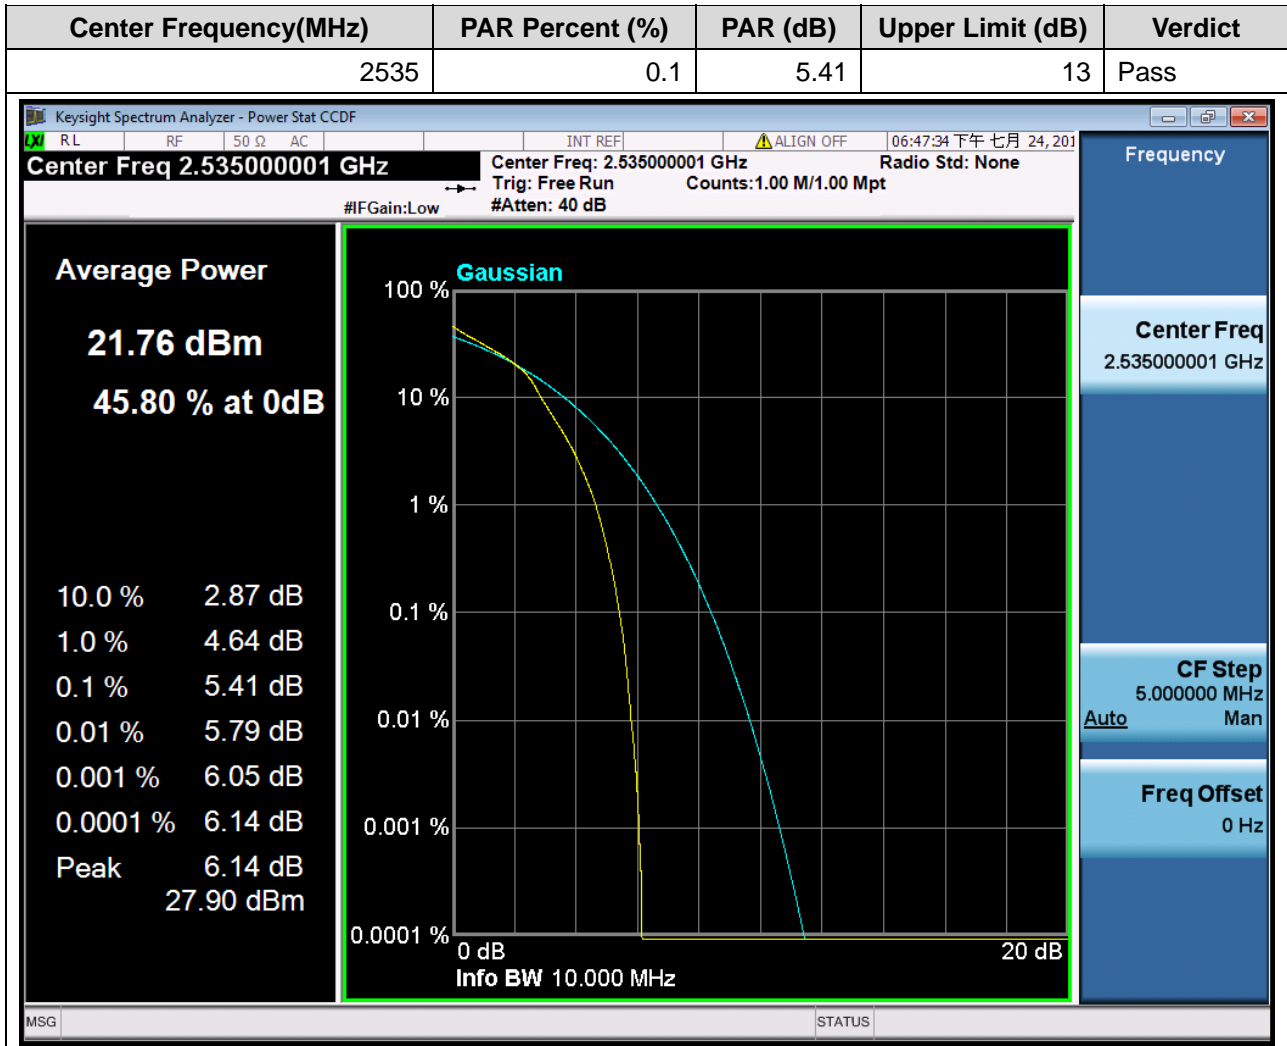 Center Frequency(MHz) PAR Percent (%) PAR (dB) Upper Limit (dB) Verdict
2535 0.1 5.41 13 Pass
Keysight Spectrum Analyzer - Power Stat CCDF
LXI RL RF 50 Ω AC INT REF ALIGN OFF 06:47:34 下午 七月 24, 201
Center Freq 2.535000001 GHz
Center Freq: 2.535000001 GHz Radio Std: None
Trig: Free Run Counts:1.00 M/1.00 Mpt
#IFGain:Low #Atten: 40 dB
Frequency
Average Power
21.76 dBm
45.80 % at 0dB
10.0 % 2.87 dB
1.0 % 4.64 dB
0.1 % 5.41 dB
0.01 % 5.79 dB
0.001 % 6.05 dB
0.0001 % 6.14 dB
Peak 6.14 dB
27.90 dBm
Gaussian
100 %
10 %
1 %
0.1 %
0.01 %
0.001 %
0.0001 %
0 dB 20 dB
Info BW 10.000 MHz
Center Freq
2.535000001 GHz
CF Step
5.000000 MHz
Auto Man
Freq Offset
0 Hz
MSG STATUS